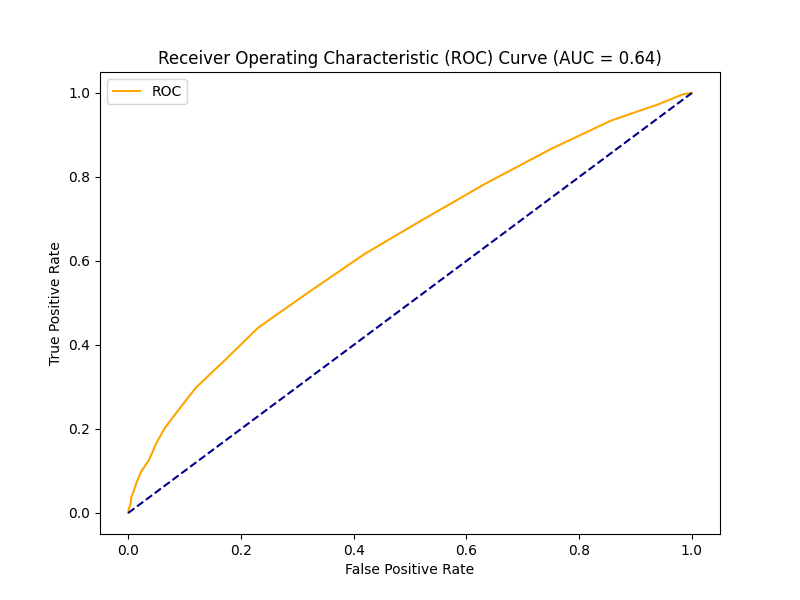 Receiver Operating Characteristic (ROC) Curve (AUC = 0.64)
ROC
1.0
0.8
0.6
0.4
0.2
0.0
True Positive Rate
0.0 0.2 0.4 0.6 0.8 1.0
False Positive Rate